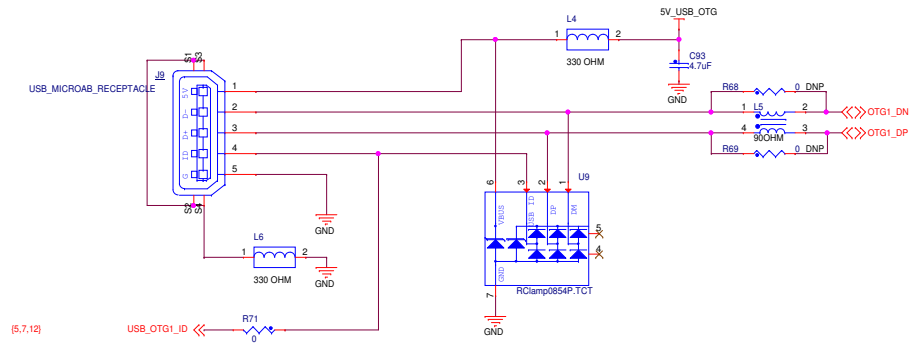 5V_USB_OTG
L4
1 2
330 OHM
C93
4.7uF
GND
S1 S3
J9
USB_MICROAB_RECEPTACLE
5V 1
D- 2
D+ 3
ID 4
G 5
S2 S4
R68 0 DNP
1 L5 2
4 3
90OHM
R69 0 DNP
OTG1_DN
OTG1_DP
GND
L6
1 2
330 OHM
GND
U9
6 3 2 1
VBUS USB ID DP DM
5
4
GND
7
RClamp0854P.TCT
GND
{5,7,12}
USB_OTG1_ID
R71
0